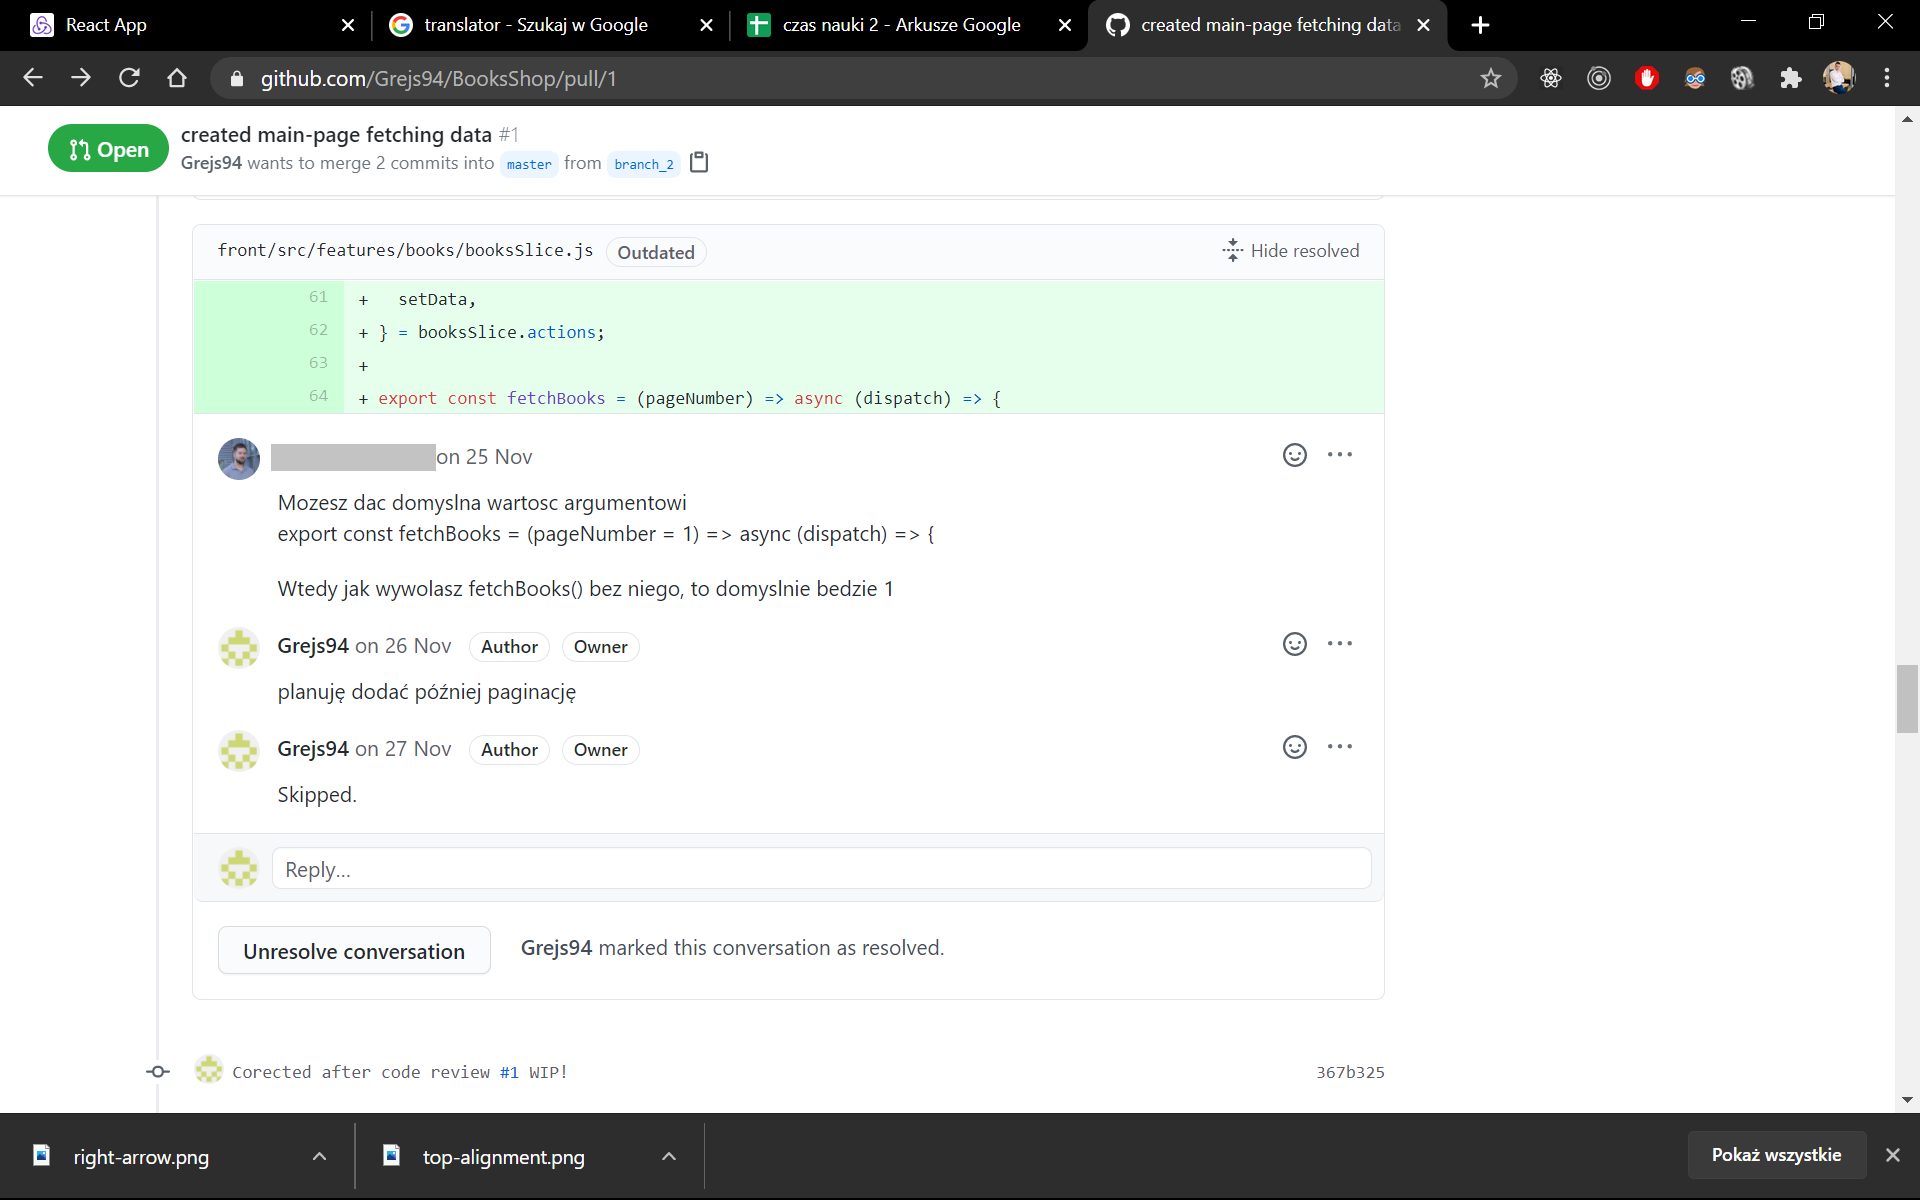 React App
translator - Szukaj w Google
czas nauki 2 - Arkusze Google
created main-page fetching data
github.com/Grejs94/BooksShop/pull/1
Open
created main-page fetching data #1
Grejs94 wants to merge 2 commits into master from branch_2
front/src/features/books/booksSlice.js Outdated
Hide resolved
61 + setData,
62 + } = booksSlice.actions;
63 +
64 + export const fetchBooks = (pageNumber) => async (dispatch) => {
on 25 Nov
Mozesz dac domyslna wartosc argumentowi
export const fetchBooks = (pageNumber = 1) => async (dispatch) => {
Wtedy jak wywolasz fetchBooks() bez niego, to domyslnie bedzie 1
Grejs94 on 26 Nov Author Owner
planuję dodać później paginację
Grejs94 on 27 Nov Author Owner
Skipped.
Reply...
Unresolve conversation
Grejs94 marked this conversation as resolved.
Corected after code review #1 WIP!
367b325
right-arrow.png
top-alignment.png
Pokaż wszystkie